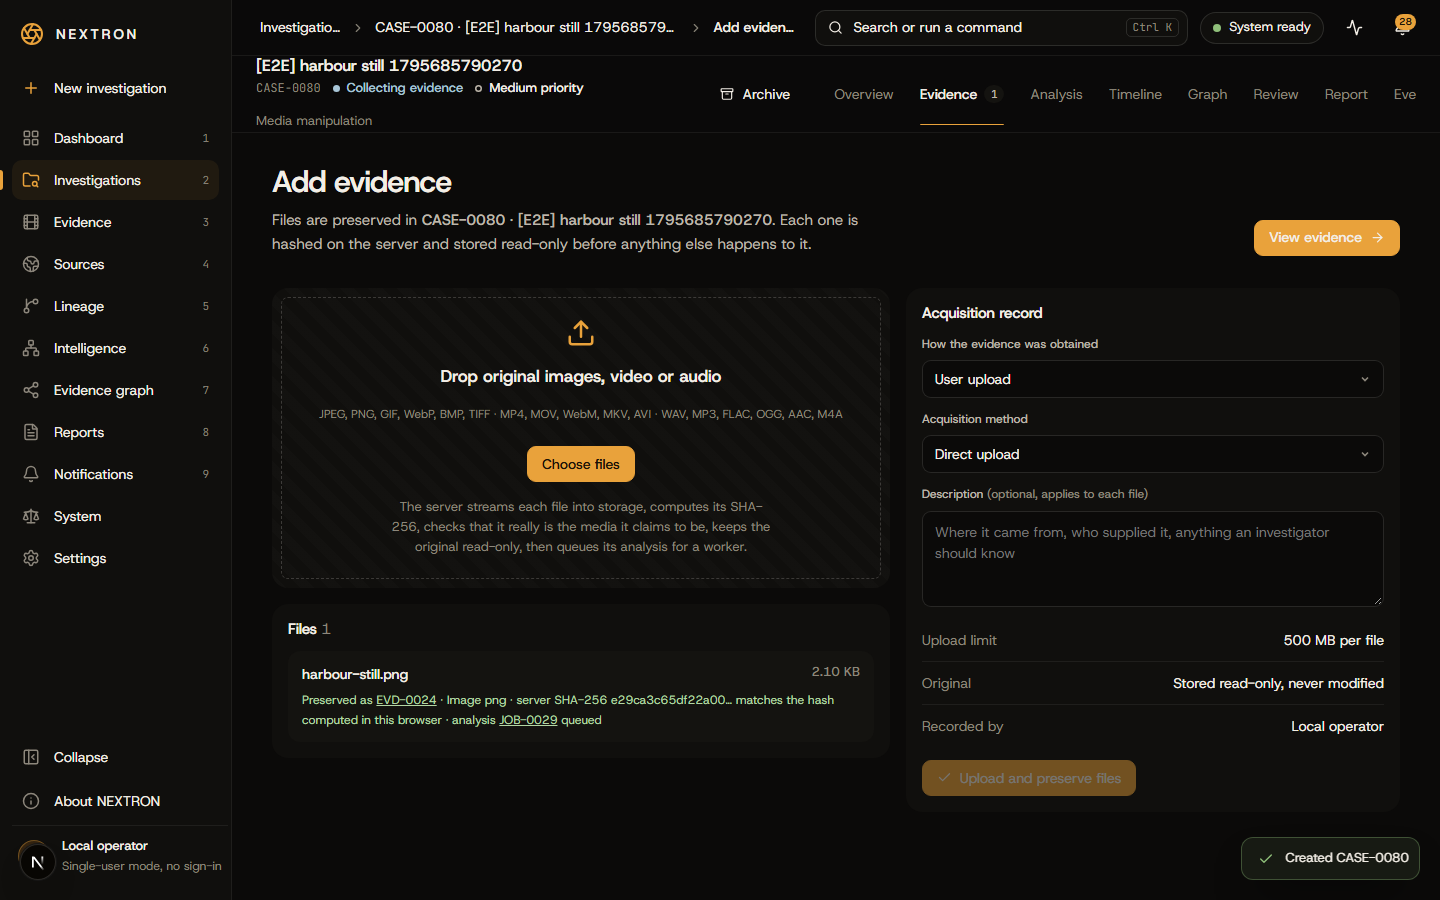 NEXTRON
Investigatio…
CASE-0080 · [E2E] harbour still 179568579…
Add eviden…
Search or run a command
Ctrl K
System ready
28
New investigation
Dashboard 1
Investigations 2
Evidence 3
Sources 4
Lineage 5
Intelligence 6
Evidence graph 7
Reports 8
Notifications 9
System
Settings
Collapse
About NEXTRON
N
Local operator
Single-user mode, no sign-in
[E2E] harbour still 1795685790270
CASE-0080
Collecting evidence
Medium priority
Media manipulation
Archive
Overview
Evidence 1
Analysis
Timeline
Graph
Review
Report
Eve
Add evidence
Files are preserved in CASE-0080 · [E2E] harbour still 1795685790270. Each one is
hashed on the server and stored read-only before anything else happens to it.
View evidence
Drop original images, video or audio
JPEG, PNG, GIF, WebP, BMP, TIFF · MP4, MOV, WebM, MKV, AVI · WAV, MP3, FLAC, OGG, AAC, M4A
Choose files
The server streams each file into storage, computes its SHA-
256, checks that it really is the media it claims to be, keeps the
original read-only, then queues its analysis for a worker.
Files 1
harbour-still.png
2.10 KB
Preserved as EVD-0024 · Image png · server SHA-256 e29ca3c65df22a00… matches the hash
computed in this browser · analysis JOB-0029 queued
Acquisition record
How the evidence was obtained
User upload
Acquisition method
Direct upload
Description (optional, applies to each file)
Where it came from, who supplied it, anything an investigator
should know
Upload limit
500 MB per file
Original
Stored read-only, never modified
Recorded by
Local operator
Upload and preserve files
Created CASE-0080